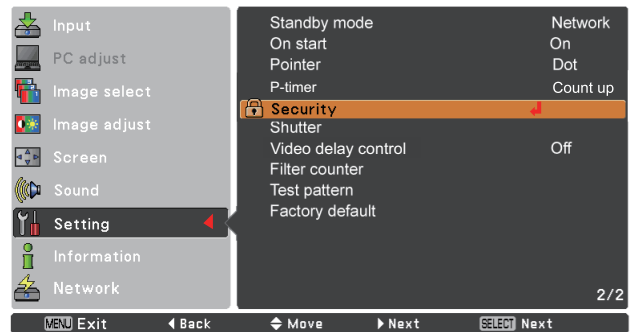 Input
PC adjust
Image select
Image adjust
Screen
Sound
Setting
Information
Network
Standby mode Network
On start On
Pointer Dot
P-timer Count up
Security
Shutter
Video delay control Off
Filter counter
Test pattern
Factory default
2/2
MENU Exit Back Move Next SELECT Next